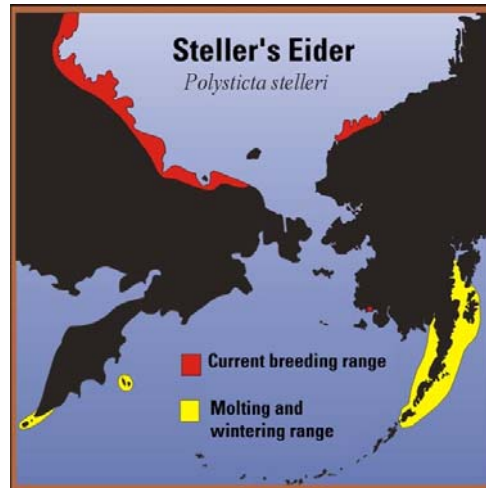 Steller's Eider
Polysticta stelleri
Current breeding range
Molting and
wintering range